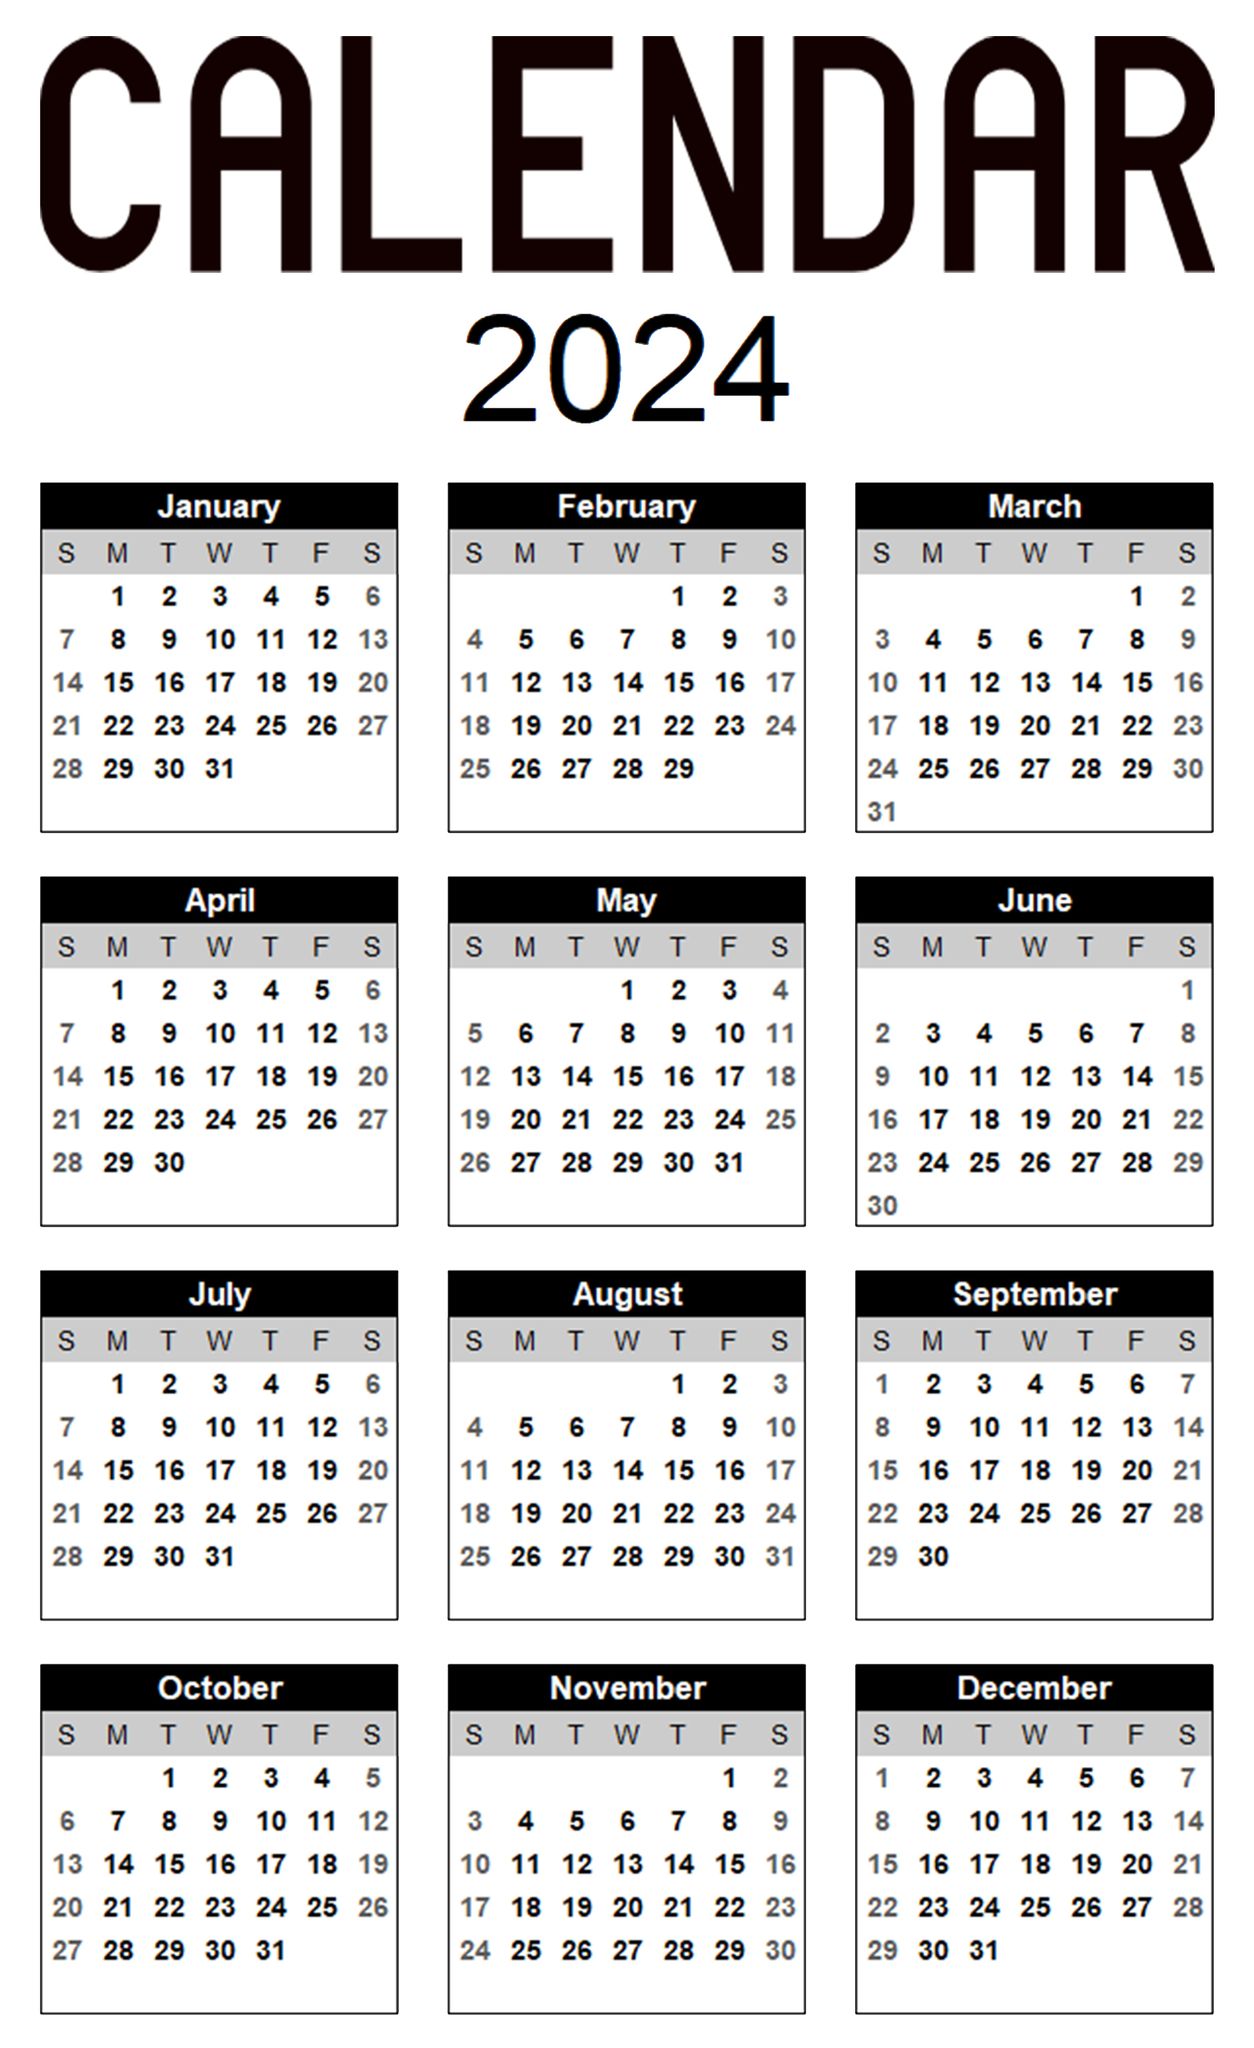 CALENDAR
2024
January
S M T W T F S
1 2 3 4 5 6
7 8 9 10 11 12 13
14 15 16 17 18 19 20
21 22 23 24 25 26 27
28 29 30 31
February
S M T W T F S
1 2 3
4 5 6 7 8 9 10
11 12 13 14 15 16 17
18 19 20 21 22 23 24
25 26 27 28 29
March
S M T W T F S
1 2
3 4 5 6 7 8 9
10 11 12 13 14 15 16
17 18 19 20 21 22 23
24 25 26 27 28 29 30
31
April
S M T W T F S
1 2 3 4 5 6
7 8 9 10 11 12 13
14 15 16 17 18 19 20
21 22 23 24 25 26 27
28 29 30
May
S M T W T F S
1 2 3 4
5 6 7 8 9 10 11
12 13 14 15 16 17 18
19 20 21 22 23 24 25
26 27 28 29 30 31
June
S M T W T F S
1
2 3 4 5 6 7 8
9 10 11 12 13 14 15
16 17 18 19 20 21 22
23 24 25 26 27 28 29
30
July
S M T W T F S
1 2 3 4 5 6
7 8 9 10 11 12 13
14 15 16 17 18 19 20
21 22 23 24 25 26 27
28 29 30 31
August
S M T W T F S
1 2 3
4 5 6 7 8 9 10
11 12 13 14 15 16 17
18 19 20 21 22 23 24
25 26 27 28 29 30 31
September
S M T W T F S
1 2 3 4 5 6 7
8 9 10 11 12 13 14
15 16 17 18 19 20 21
22 23 24 25 26 27 28
29 30
October
S M T W T F S
1 2 3 4 5
6 7 8 9 10 11 12
13 14 15 16 17 18 19
20 21 22 23 24 25 26
27 28 29 30 31
November
S M T W T F S
1 2
3 4 5 6 7 8 9
10 11 12 13 14 15 16
17 18 19 20 21 22 23
24 25 26 27 28 29 30
December
S M T W T F S
1 2 3 4 5 6 7
8 9 10 11 12 13 14
15 16 17 18 19 20 21
22 23 24 25 26 27 28
29 30 31